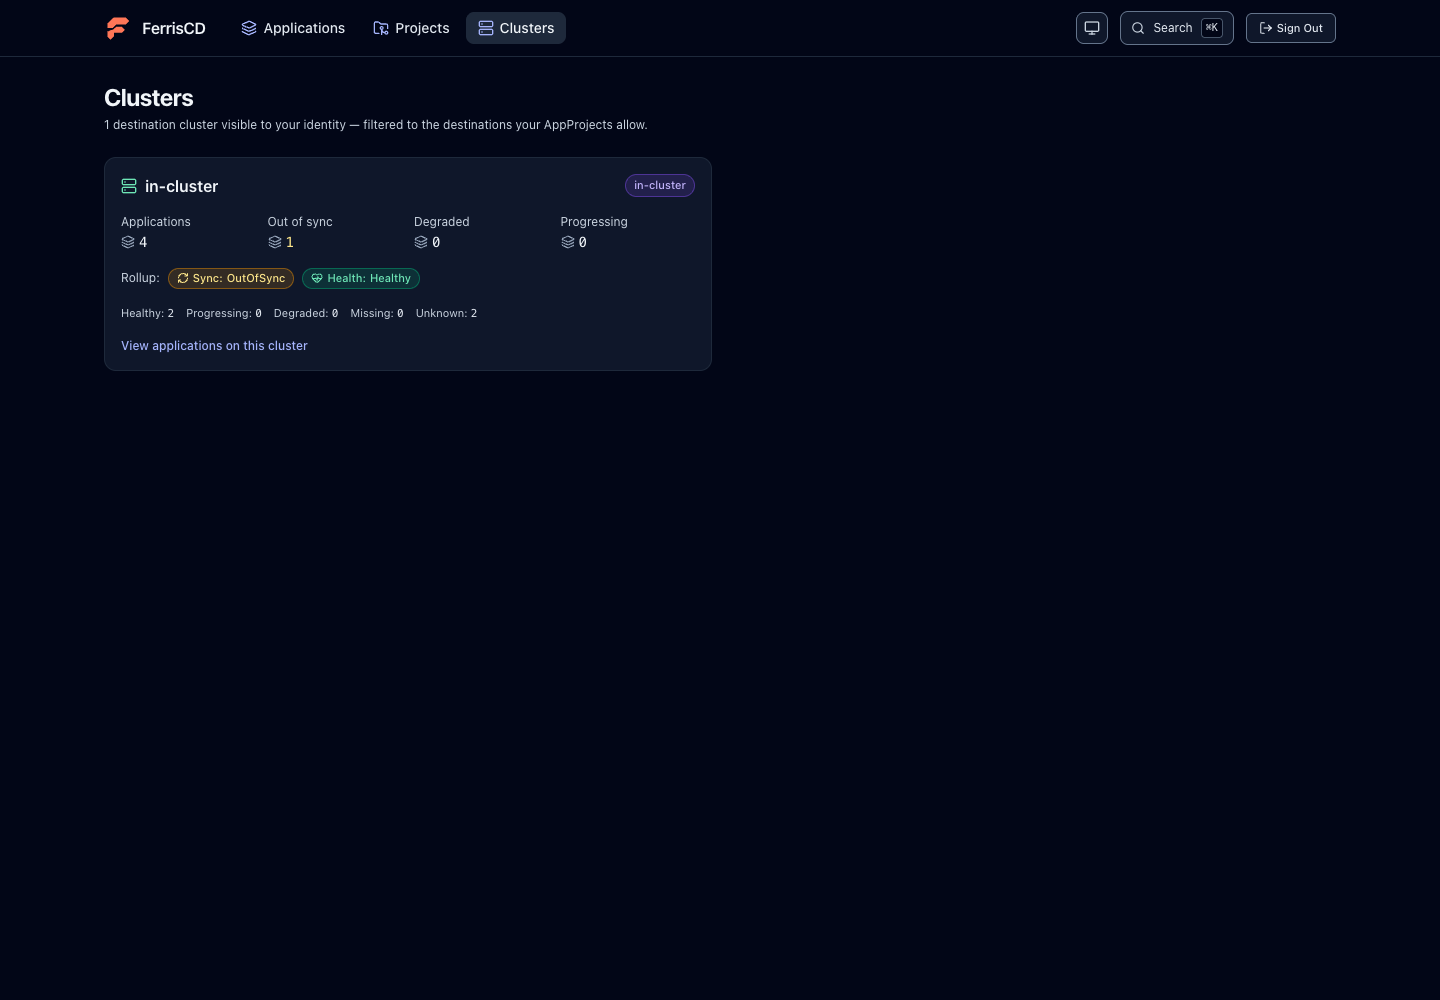 FerrisCD Applications Projects Clusters Search ⌘K Sign Out
Clusters
1 destination cluster visible to your identity — filtered to the destinations your AppProjects allow.
in-cluster in-cluster
Applications Out of sync Degraded Progressing
4 1 0 0
Rollup: Sync: OutOfSync Health: Healthy
Healthy: 2 Progressing: 0 Degraded: 0 Missing: 0 Unknown: 2
View applications on this cluster